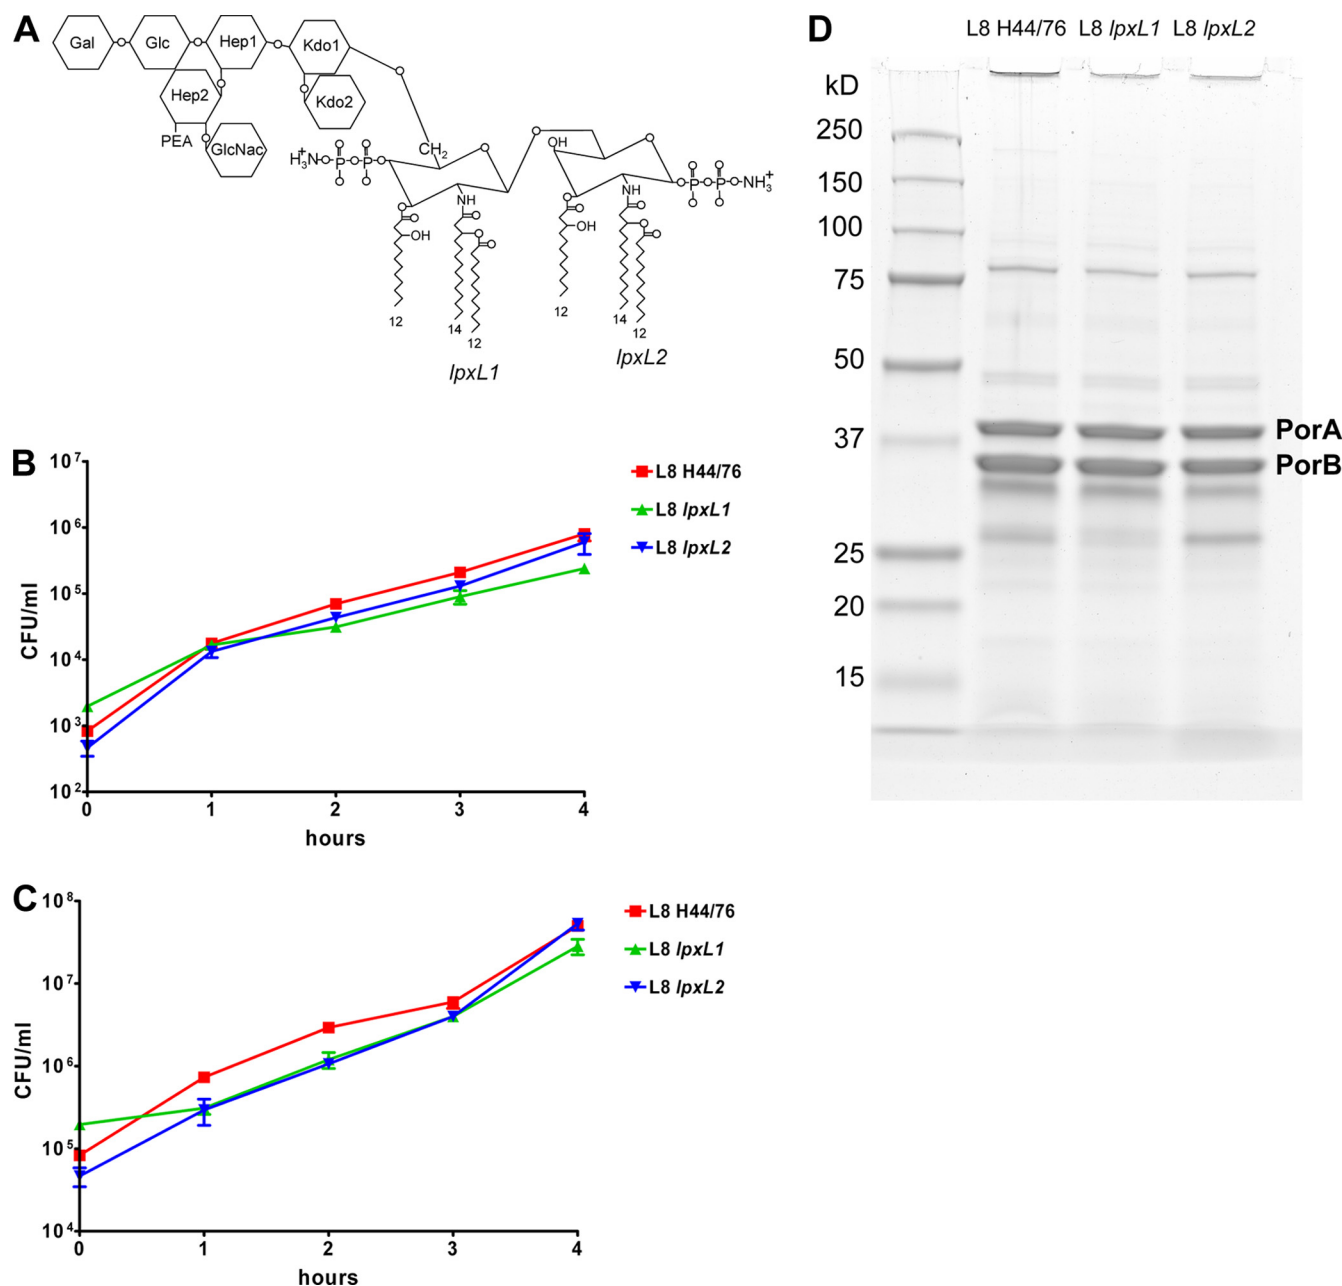 A
Gal
Glc
Hep1
Kdo1
Hep2
Kdo2
PEA
GlcNac
CH2
OH
H3N+
P
P
P
P
NH3+
NH
NH
OH
OH
12
14
12
12
14
12
lpxL1
lpxL2
B
L8 H44/76
L8 lpxL1
L8 lpxL2
CFU/ml
10^7
10^6
10^5
10^4
10^3
10^2
0 1 2 3 4
hours
C
L8 H44/76
L8 lpxL1
L8 lpxL2
CFU/ml
10^8
10^7
10^6
10^5
10^4
0 1 2 3 4
hours
D
L8 H44/76 L8 lpxL1 L8 lpxL2
kD
250
150
100
75
50
37
25
20
15
PorA
PorB